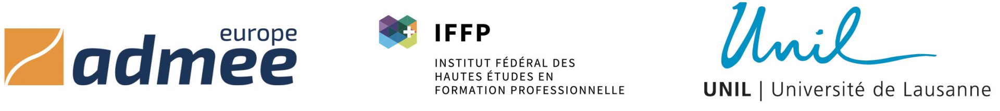 europe
admee
IFFP
INSTITUT FÉDÉRAL DES
HAUTES ÉTUDES EN
FORMATION PROFESSIONNELLE
Unil
UNIL | Université de Lausanne